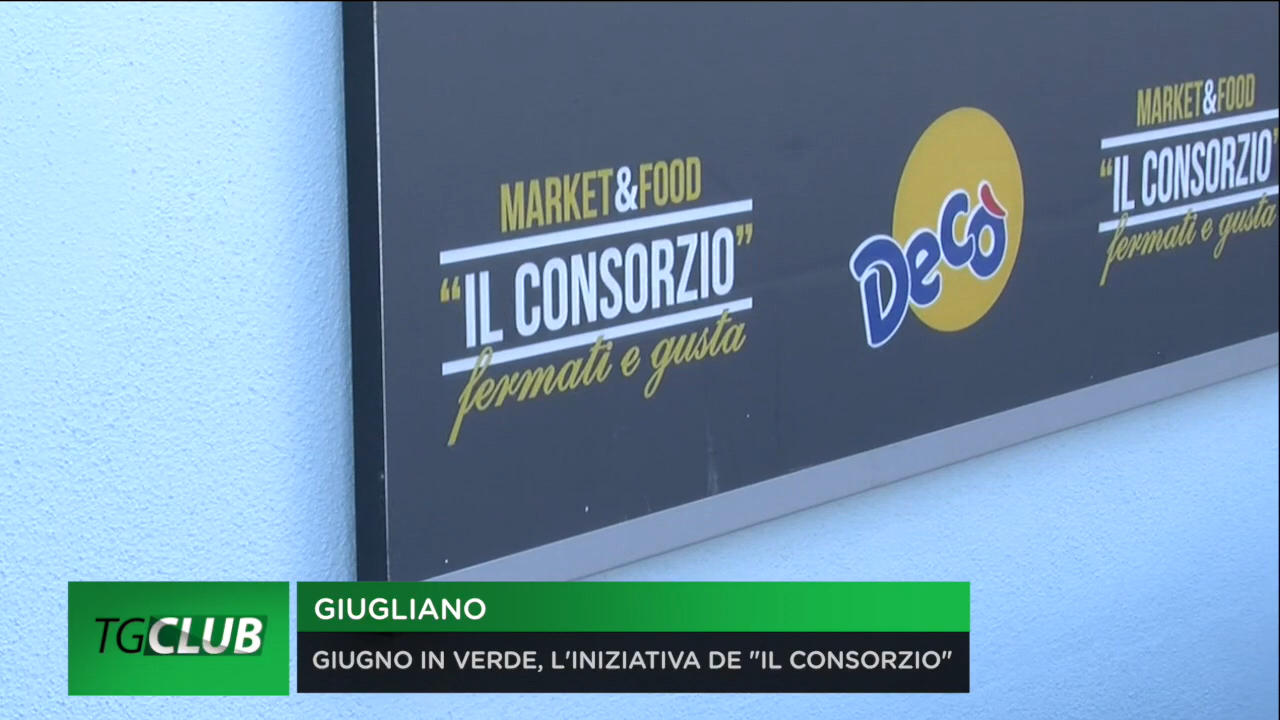 MARKET&FOOD
"IL CONSORZIO"
fermati e gusta
Decò
MARKET&FOOD
"IL CONSORZIO"
fermati e gusta
TGCLUB
GIUGLIANO
GIUGNO IN VERDE, L'INIZIATIVA DE "IL CONSORZIO"